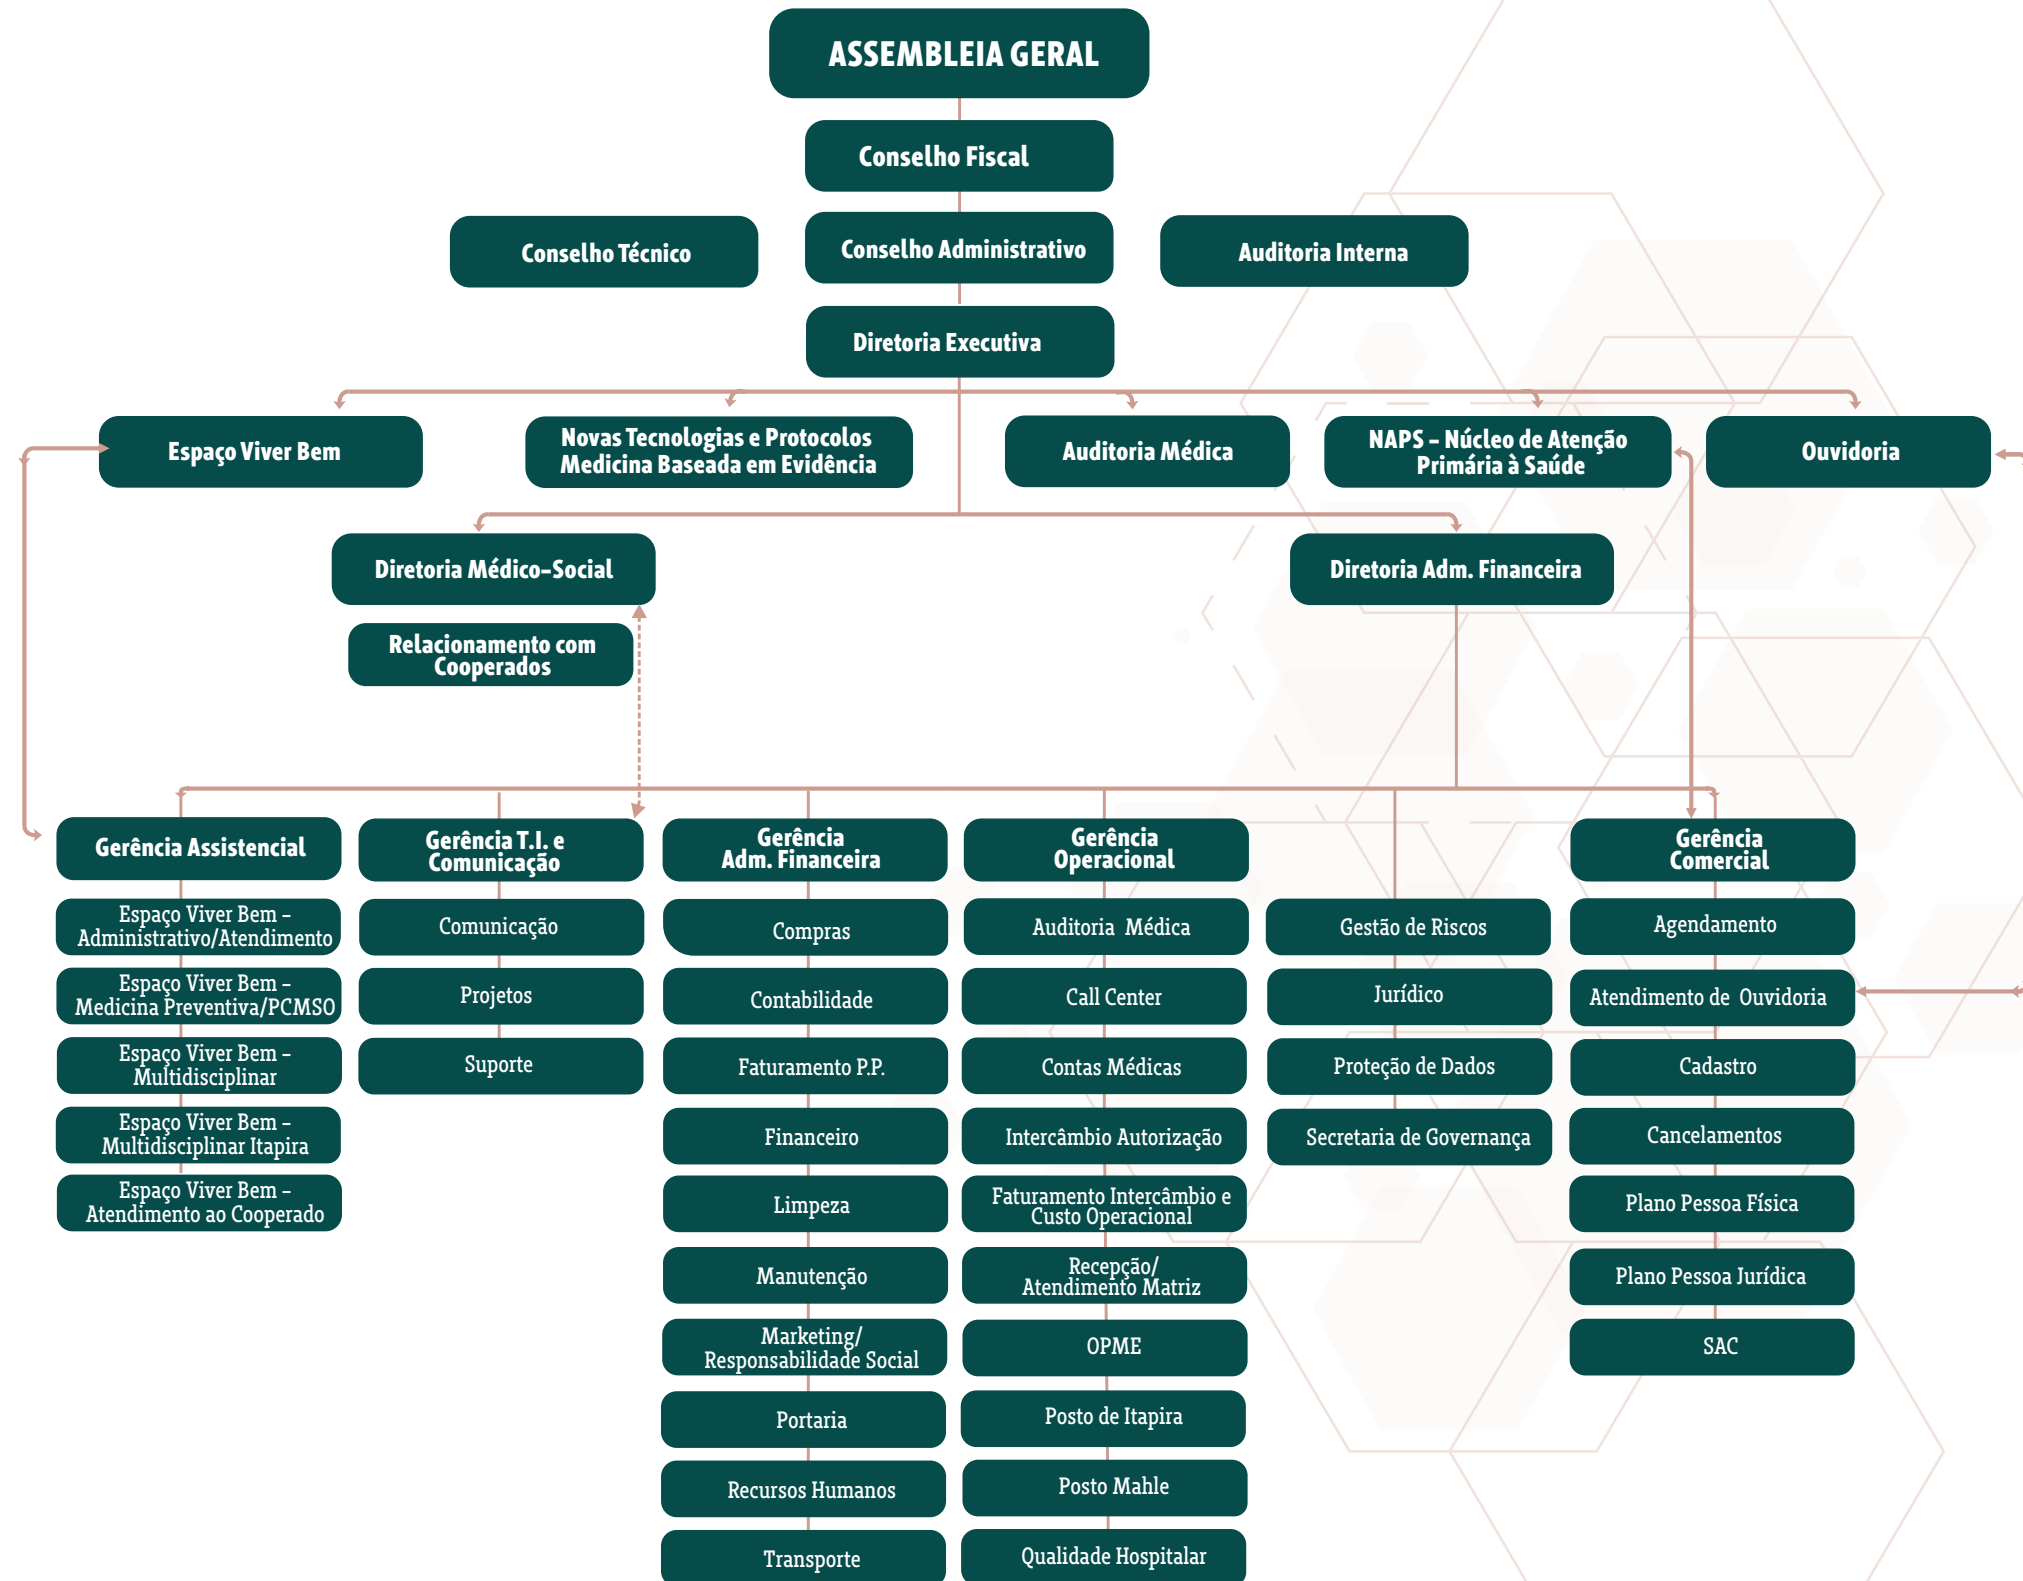 ASSEMBLEIA GERAL
Conselho Fiscal
Conselho Técnico
Conselho Administrativo
Auditoria Interna
Diretoria Executiva
Espaço Viver Bem
Novas Tecnologias e Protocolos
Medicina Baseada em Evidência
Auditoria Médica
NAPS - Núcleo de Atenção
Primária à Saúde
Ouvidoria
Diretoria Médico-Social
Diretoria Adm. Financeira
Relacionamento com
Cooperados
Gerência Assistencial
Espaço Viver Bem -
Administrativo/Atendimento
Espaço Viver Bem -
Medicina Preventiva/PCMSO
Espaço Viver Bem -
Multidisciplinar
Espaço Viver Bem -
Multidisciplinar Itapira
Espaço Viver Bem -
Atendimento ao Cooperado
Gerência T.I. e
Comunicação
Comunicação
Projetos
Suporte
Gerência
Adm. Financeira
Compras
Contabilidade
Faturamento P.P.
Financeiro
Limpeza
Manutenção
Marketing/
Responsabilidade Social
Portaria
Recursos Humanos
Transporte
Gerência
Operacional
Auditoria Médica
Call Center
Contas Médicas
Intercâmbio Autorização
Faturamento Intercâmbio e
Custo Operacional
Recepção/
Atendimento Matriz
OPME
Posto de Itapira
Posto Mahle
Qualidade Hospitalar
Gestão de Riscos
Jurídico
Proteção de Dados
Secretaria de Governança
Gerência
Comercial
Agendamento
Atendimento de Ouvidoria
Cadastro
Cancelamentos
Plano Pessoa Física
Plano Pessoa Jurídica
SAC